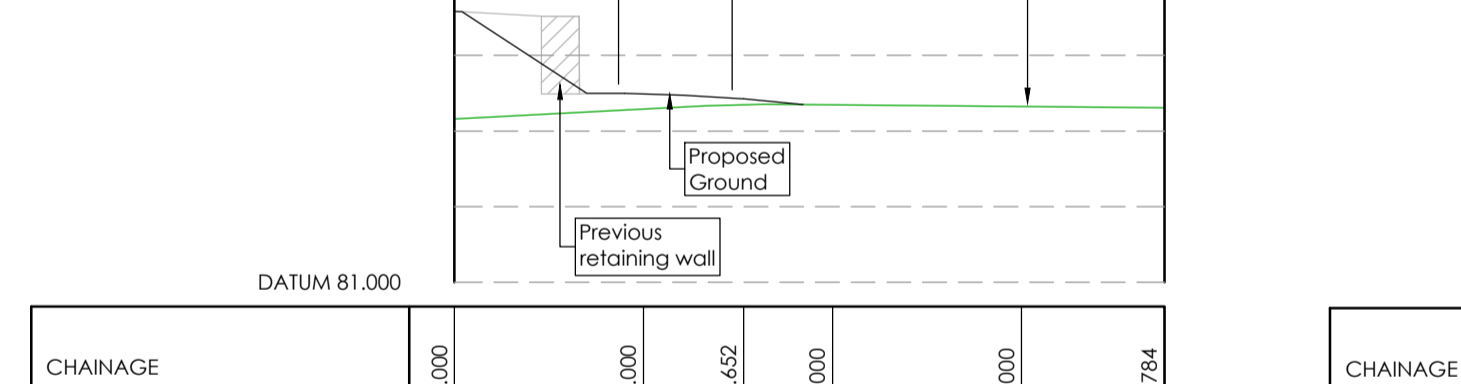 Proposed
Ground
Previous
retaining wall
DATUM 81.000
CHAINAGE
.000
.000
.652
.000
.000
.784
CHAINAGE